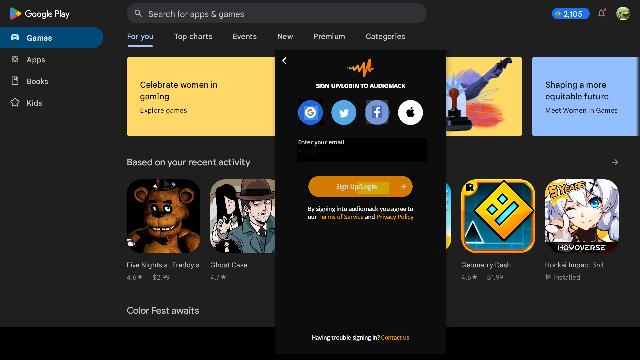 Google Play
Search for apps & games
2,105
Games
Apps
Books
Kids
For you
Top charts
Events
New
Premium
Categories
Celebrate women in
gaming
Explore games
Shaping a more
equitable future
Meet Women in Games
SIGN UP/LOGIN TO AUDIOMACK
Enter your email
Sign Up/Login
By signing into audiomack you agree to
our Terms of Service and Privacy Policy
Having trouble signing in? Contact us
Based on your recent activity
Five Nights a Freddy's
4.6★ $2.99
Ghost Case
4.7★
Geometry Dash
4.6★ $1.99
HOYOVERSE
Honkai Impact 3rd
Installed
Color Fest awaits